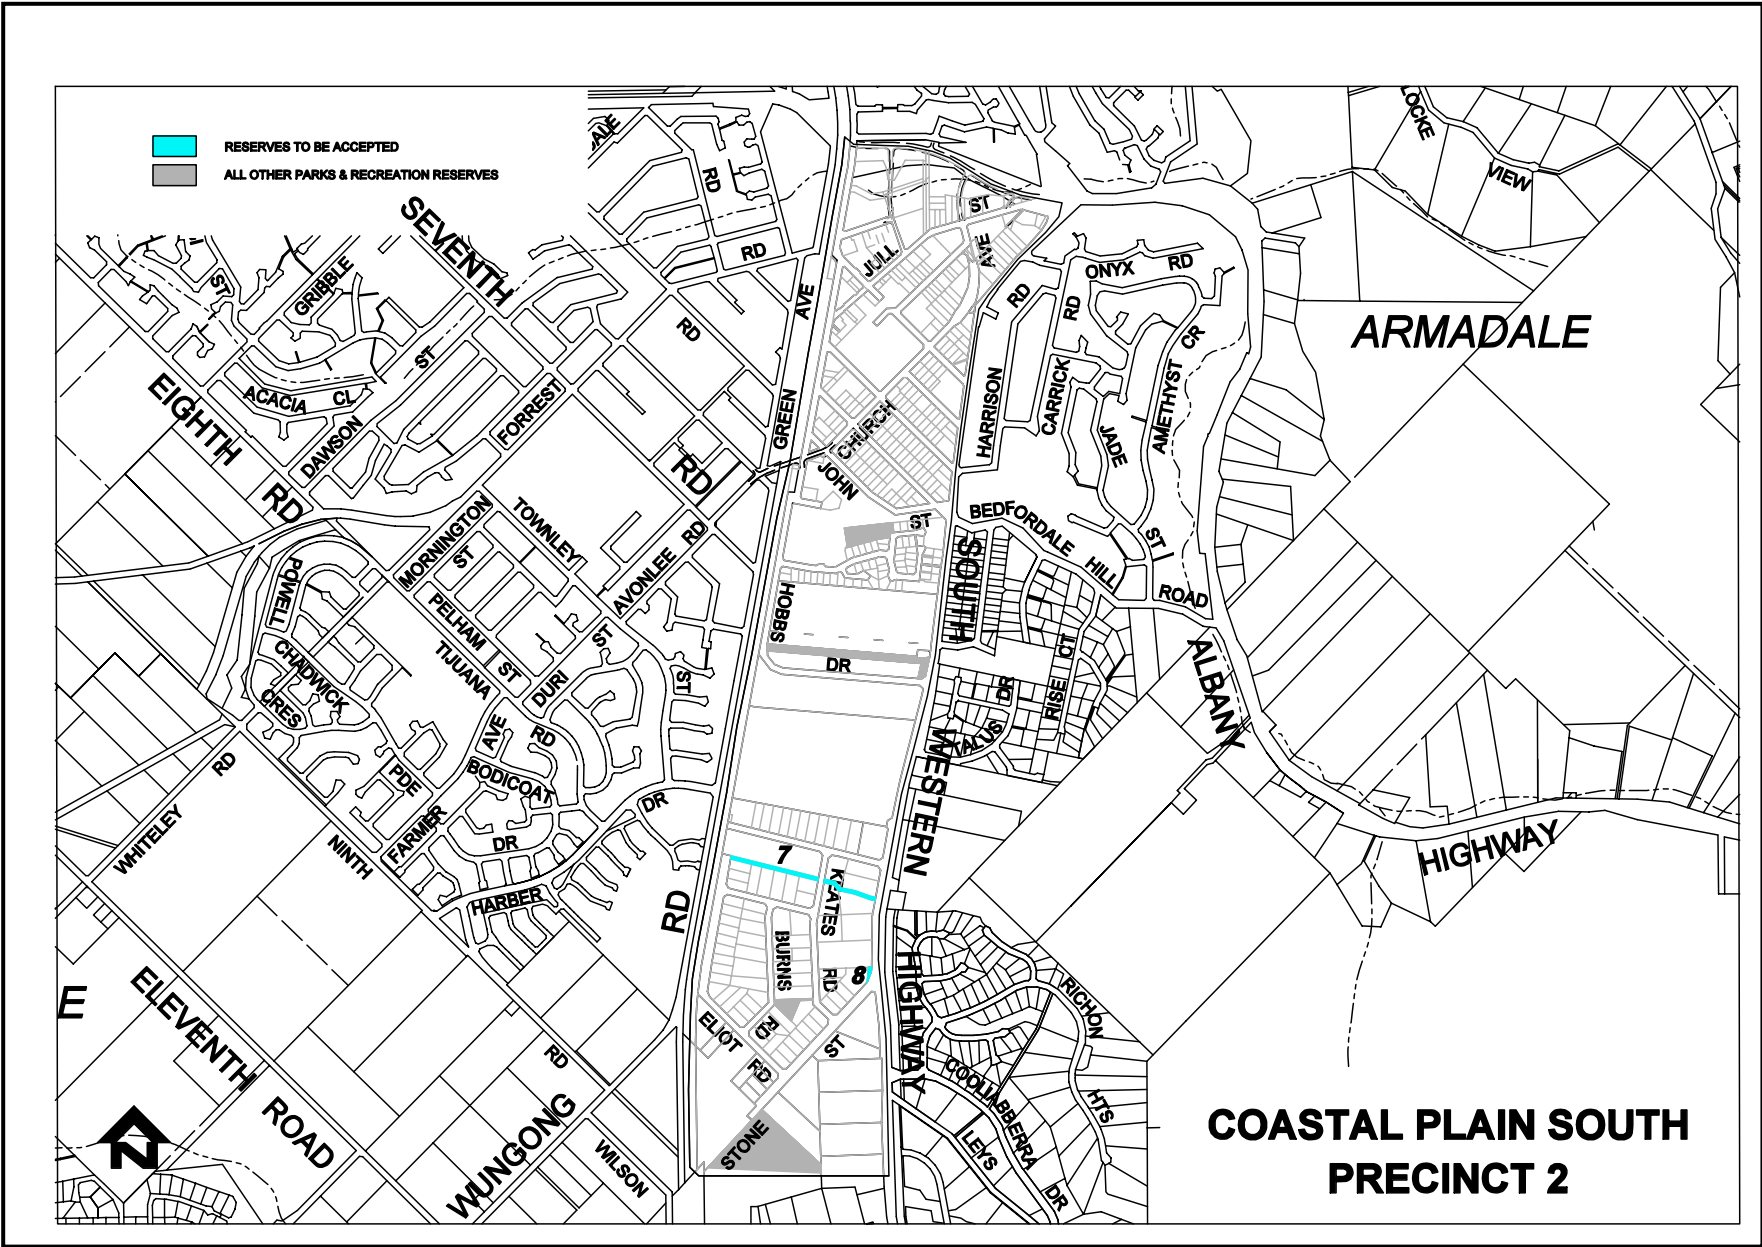 RESERVES TO BE ACCEPTED
ALL OTHER PARKS & RECREATION RESERVES
LOCKE
VIEW
RD
ST
SEVENTH
RD
JULL
AVE
ONYX RD
ST
GRIBBLE
AVE
RD
RD
RD
CR
ARMADALE
ST
ACACIA CL
EIGHTH RD
DAWSON
FORREST
GREEN
CHURCH
HARRISON
CARRICK
AMETHYST
JADE
RD
JOHN
ST
BEDFORDALE HILL ROAD
ST
MORNINGTON
ST
TOWNLEY
AVONLEE RD
POWELL
SOUTH
HOBBS
DR
PELHAM
ST
TIJUANA
DURI
ST
ST
CHADWICK
CRES
CT
RISE
DR
TALUS
ALBANY
HIGHWAY
AVE
RD
BODICOAT
PDE
RD
WHITELEY
FARMER
DR
DR
NINTH
HARBER
WESTERN
7
KEATES
RD
BURNS
RD
8
HIGHWAY
RD
E
ELEVENTH
ROAD
ELIOT
RD
ST
STONE
RD
WUNGONG
WILSON
RICHON
HTS
COOLIABBERRA
DR
LEYS
N
COASTAL PLAIN SOUTH
PRECINCT 2